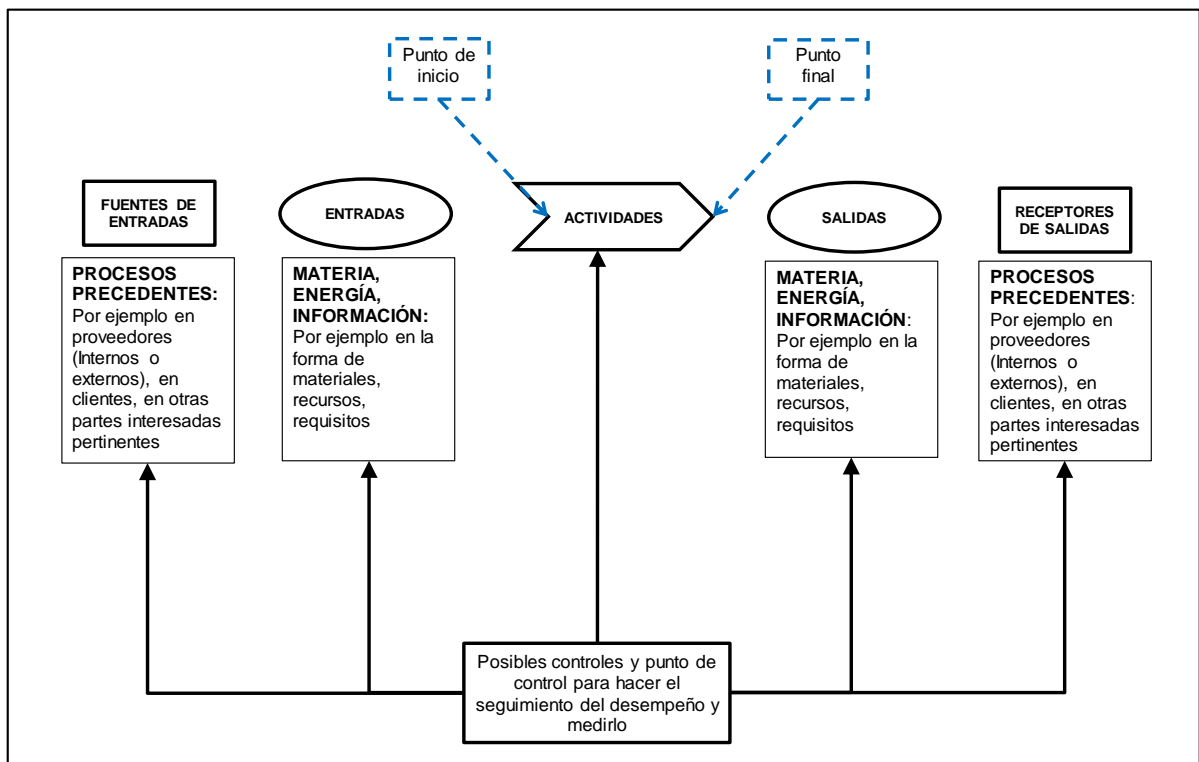 Punto de
inicio
Punto
final
FUENTES DE
ENTRADAS
ENTRADAS
ACTIVIDADES
SALIDAS
RECEPTORES
DE SALIDAS
PROCESOS
PRECEDENTES:
Por ejemplo en
proveedores
(Internos o
externos), en
clientes, en otras
partes interesadas
pertinentes
MATERIA,
ENERGÍA,
INFORMACIÓN:
Por ejemplo en la
forma de
materiales,
recursos,
requisitos
MATERIA,
ENERGÍA,
INFORMACIÓN:
Por ejemplo en la
forma de
materiales,
recursos,
requisitos
PROCESOS
PRECEDENTES:
Por ejemplo en
proveedores
(Internos o
externos), en
clientes, en otras
partes interesadas
pertinentes
Posibles controles y punto de
control para hacer el
seguimiento del desempeño y
medirlo